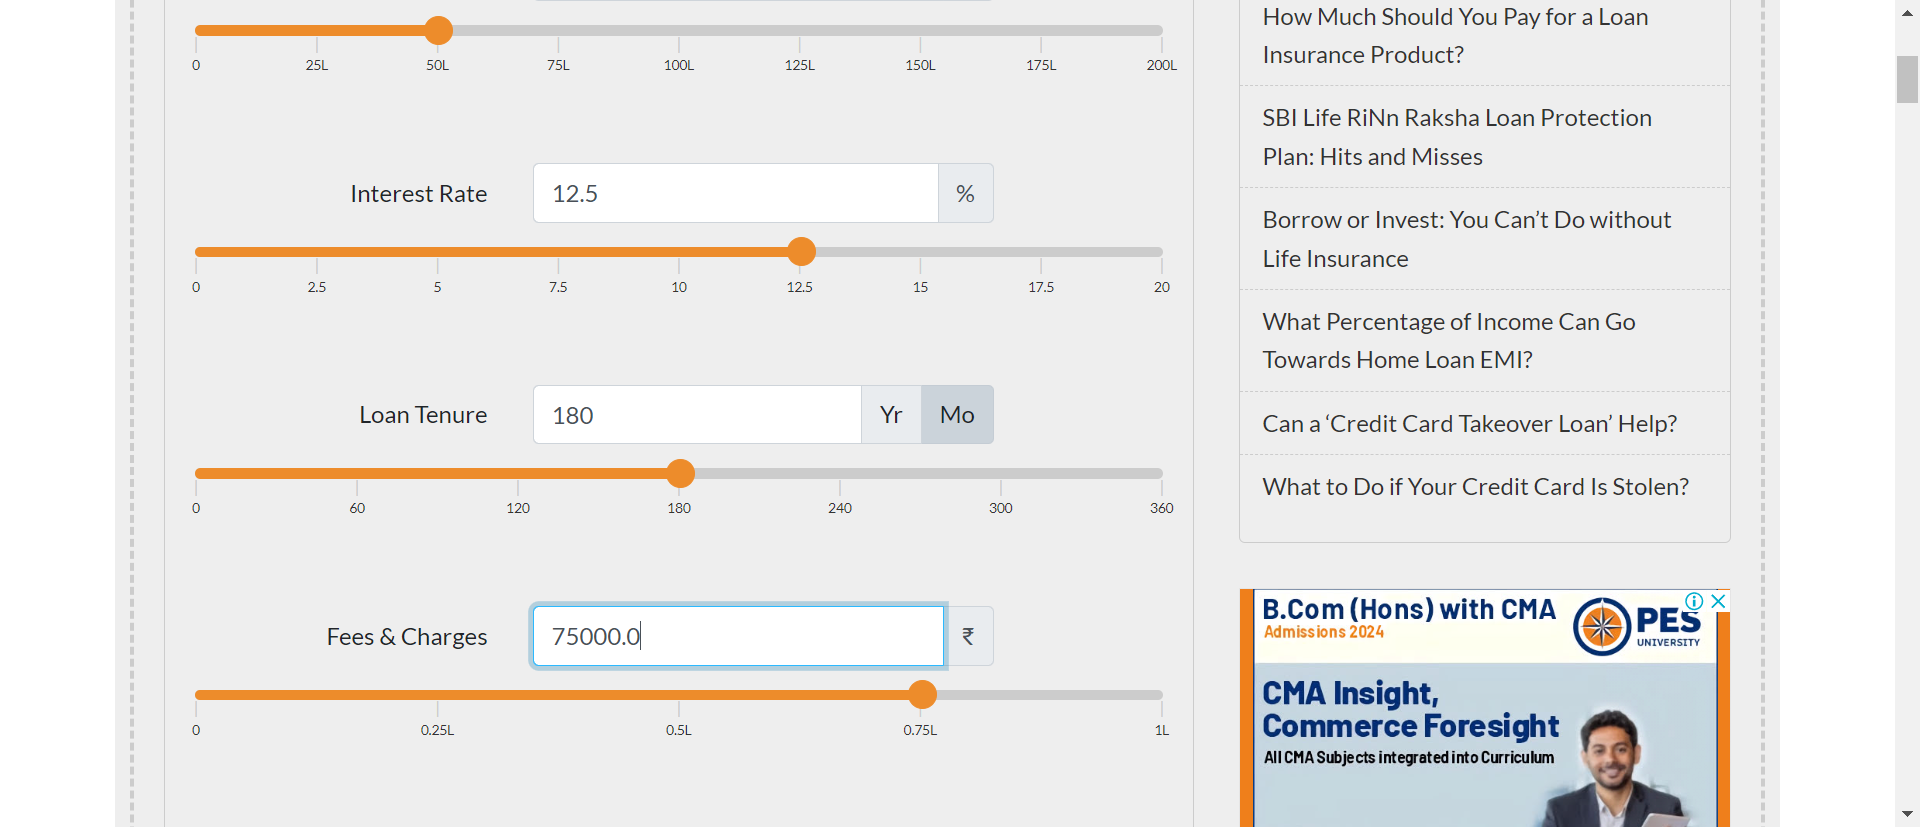 0 25L 50L 75L 100L 125L 150L 175L 200L
Interest Rate 12.5 %
0 2.5 5 7.5 10 12.5 15 17.5 20
Loan Tenure 180 Yr Mo
0 60 120 180 240 300 360
Fees & Charges 75000.0 ₹
0 0.25L 0.5L 0.75L 1L
How Much Should You Pay for a Loan
Insurance Product?
SBI Life RiNn Raksha Loan Protection
Plan: Hits and Misses
Borrow or Invest: You Can’t Do without
Life Insurance
What Percentage of Income Can Go
Towards Home Loan EMI?
Can a ‘Credit Card Takeover Loan’ Help?
What to Do if Your Credit Card Is Stolen?
B.Com (Hons) with CMA
Admissions 2024
PES
UNIVERSITY
CMA Insight,
Commerce Foresight
All CMA Subjects integrated into Curriculum